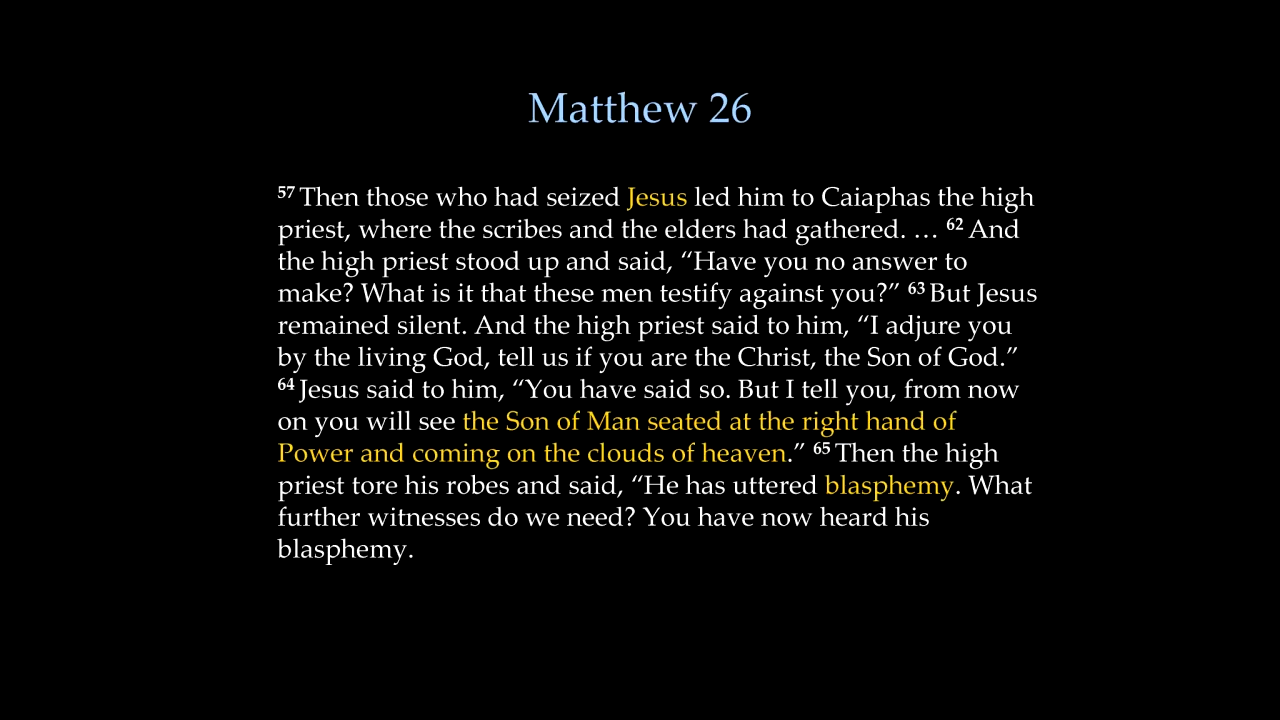 Matthew 26
57 Then those who had seized Jesus led him to Caiaphas the high
priest, where the scribes and the elders had gathered. … 62 And
the high priest stood up and said, “Have you no answer to
make? What is it that these men testify against you?” 63 But Jesus
remained silent. And the high priest said to him, “I adjure you
by the living God, tell us if you are the Christ, the Son of God.”
64 Jesus said to him, “You have said so. But I tell you, from now
on you will see the Son of Man seated at the right hand of
Power and coming on the clouds of heaven.” 65 Then the high
priest tore his robes and said, “He has uttered blasphemy. What
further witnesses do we need? You have now heard his
blasphemy.